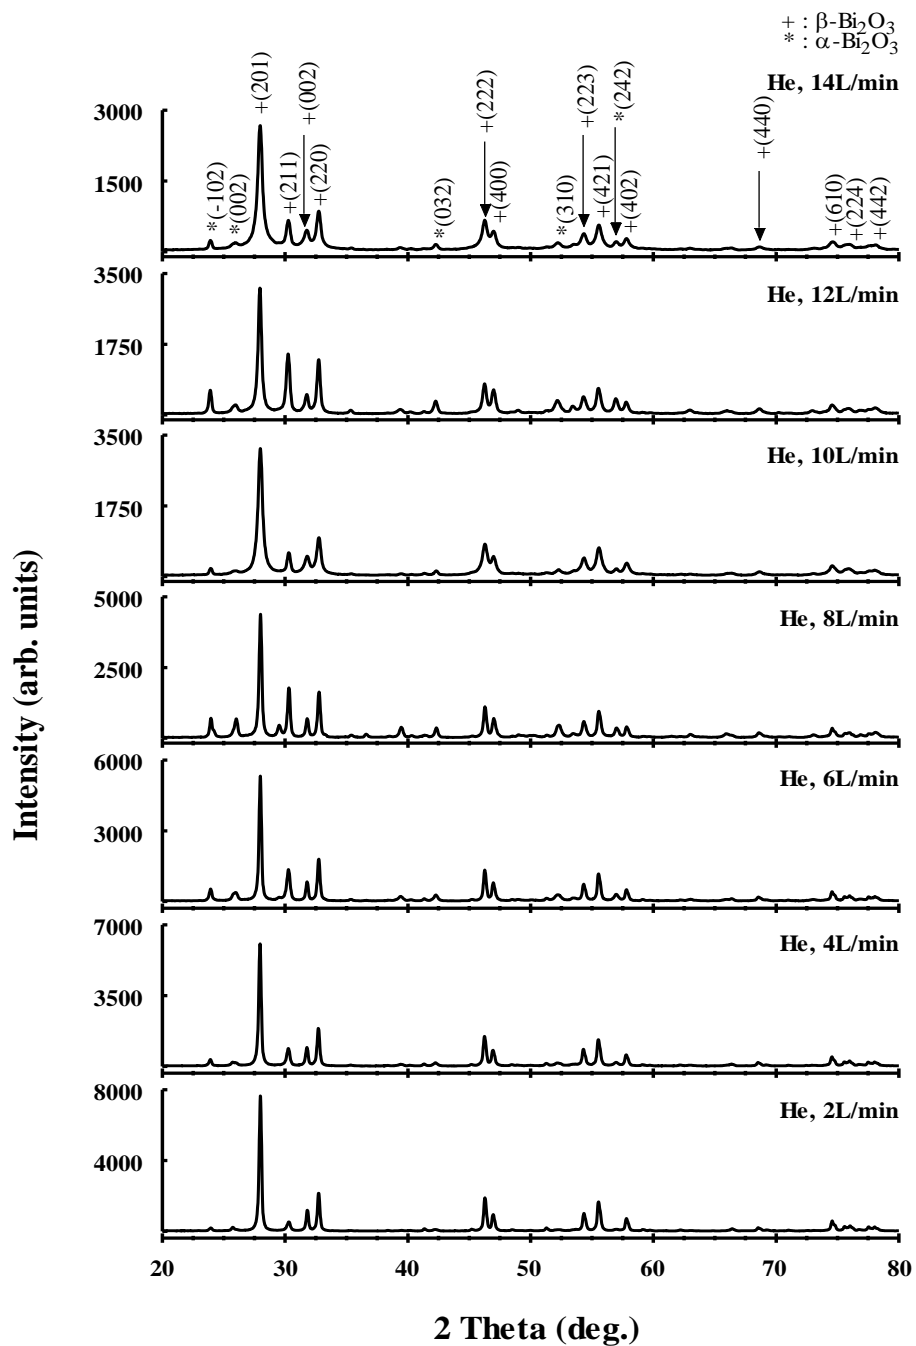 + : β-Bi₂O₃
* : α-Bi₂O₃
He, 14L/min
3000
1500
*(-102)
*(002)
+(201)
+(211)
+(002)
+(220)
*(032)
+(222)
+(400)
*(310)
+(223)
+(421)
*(242)
+(402)
+(440)
+(610)
+(224)
+(442)
He, 12L/min
3500
1750
He, 10L/min
3500
1750
He, 8L/min
5000
2500
He, 6L/min
6000
3000
He, 4L/min
7000
3500
He, 2L/min
8000
4000
Intensity (arb. units)
20 30 40 50 60 70 80
2 Theta (deg.)